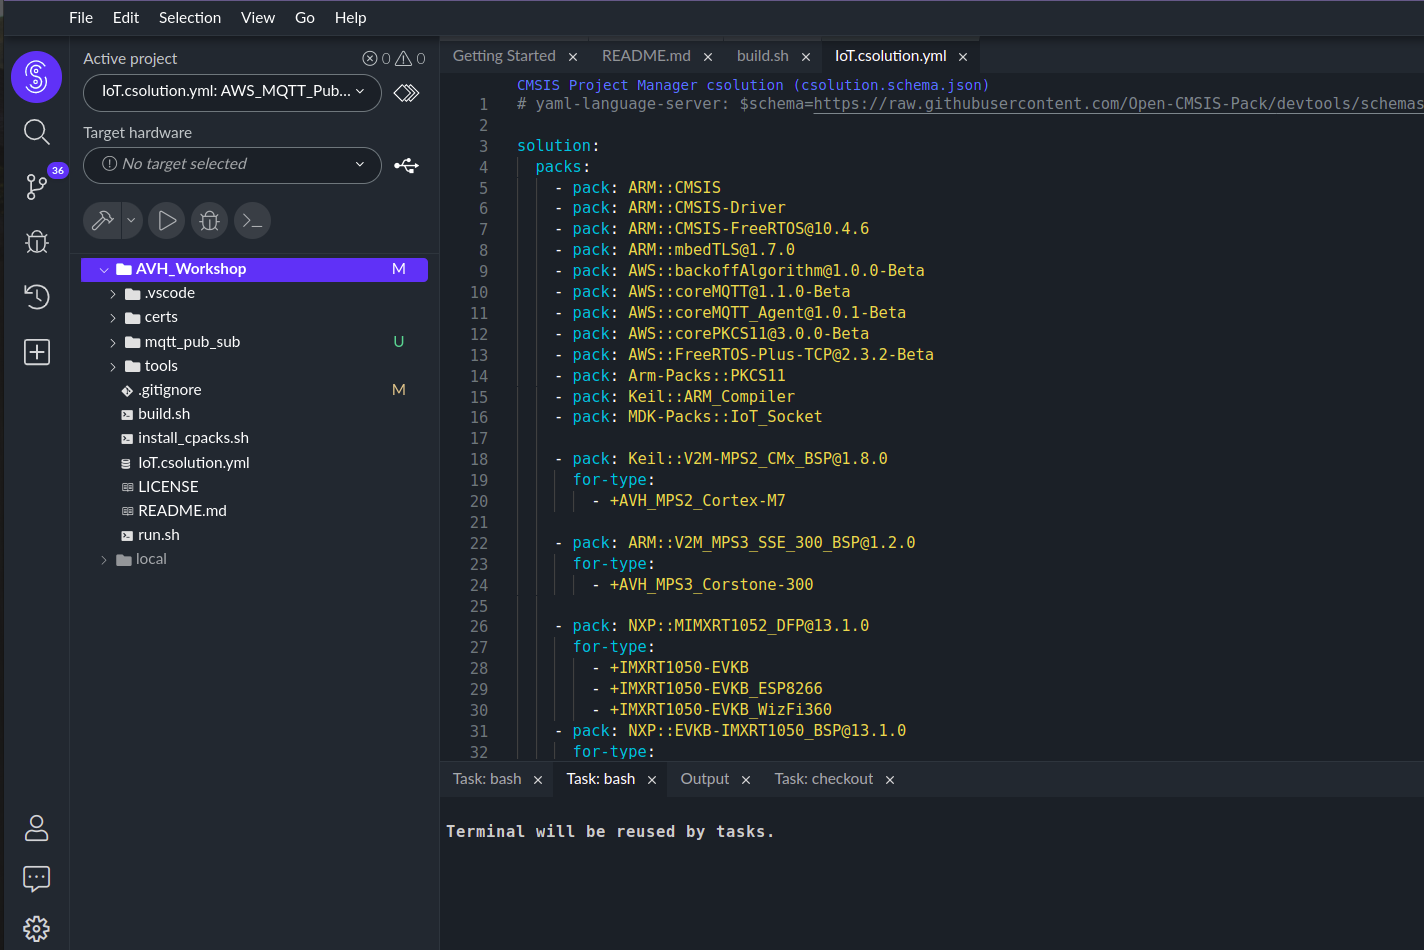 File Edit Selection View Go Help
Active project 0 0
IoT.csolution.yml: AWS_MQTT_Pub...
Target hardware
No target selected
36
AVH_Workshop M
.vscode
certs
mqtt_pub_sub U
tools
.gitignore M
build.sh
install_cpacks.sh
IoT.csolution.yml
LICENSE
README.md
run.sh
local
Getting Started × README.md × build.sh × IoT.csolution.yml ×
CMSIS Project Manager csolution (csolution.schema.json)
1 # yaml-language-server: $schema=https://raw.githubusercontent.com/Open-CMSIS-Pack/devtools/schemas
2
3 solution:
4 packs:
5 - pack: ARM::CMSIS
6 - pack: ARM::CMSIS-Driver
7 - pack: ARM::CMSIS-FreeRTOS@10.4.6
8 - pack: ARM::mbedTLS@1.7.0
9 - pack: AWS::backoffAlgorithm@1.0.0-Beta
10 - pack: AWS::coreMQTT@1.1.0-Beta
11 - pack: AWS::coreMQTT_Agent@1.0.1-Beta
12 - pack: AWS::corePKCS11@3.0.0-Beta
13 - pack: AWS::FreeRTOS-Plus-TCP@2.3.2-Beta
14 - pack: Arm-Packs::PKCS11
15 - pack: Keil::ARM_Compiler
16 - pack: MDK-Packs::IoT_Socket
17
18 - pack: Keil::V2M-MPS2_CMx_BSP@1.8.0
19 for-type:
20 - +AVH_MPS2_Cortex-M7
21
22 - pack: ARM::V2M_MPS3_SSE_300_BSP@1.2.0
23 for-type:
24 - +AVH_MPS3_Corstone-300
25
26 - pack: NXP::MIMXRT1052_DFP@13.1.0
27 for-type:
28 - +IMXRT1050-EVKB
29 - +IMXRT1050-EVKB_ESP8266
30 - +IMXRT1050-EVKB_WizFi360
31 - pack: NXP::EVKB-IMXRT1050_BSP@13.1.0
32 for-type:
Task: bash × Task: bash × Output × Task: checkout ×
Terminal will be reused by tasks.